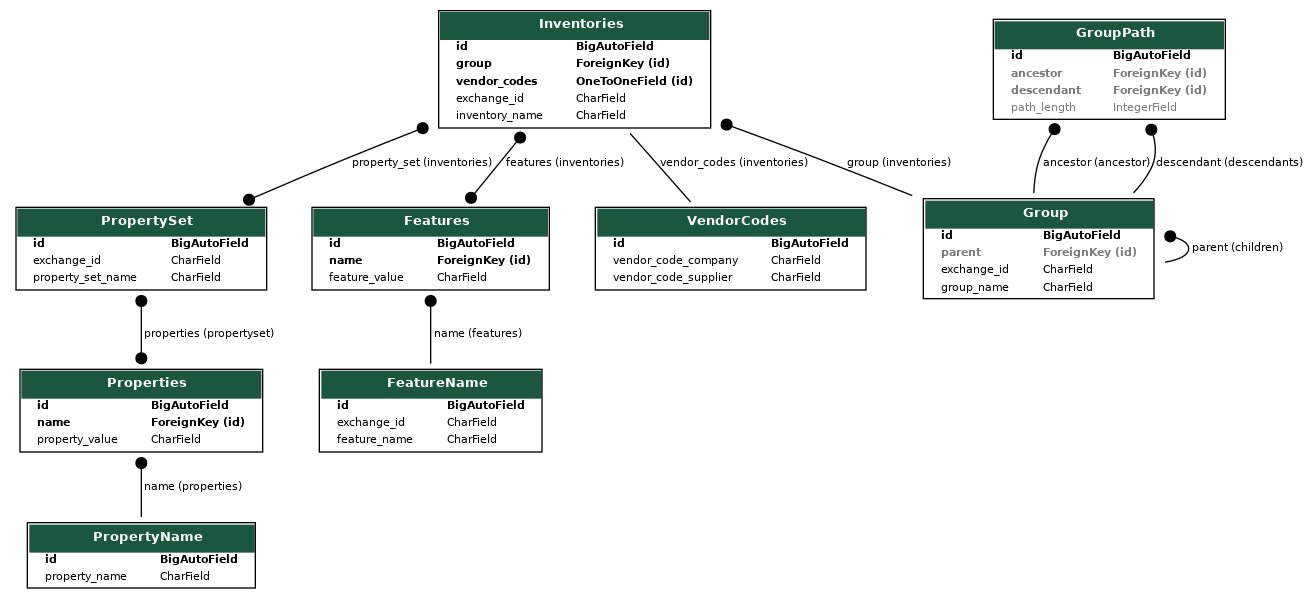 Inventories
id BigAutoField
group ForeignKey (id)
vendor_codes OneToOneField (id)
exchange_id CharField
inventory_name CharField
GroupPath
id BigAutoField
ancestor ForeignKey (id)
descendant ForeignKey (id)
path_length IntegerField
property_set (inventories)
features (inventories)
vendor_codes (inventories)
group (inventories)
ancestor (ancestor)
descendant (descendants)
PropertySet
id BigAutoField
exchange_id CharField
property_set_name CharField
Features
id BigAutoField
name ForeignKey (id)
feature_value CharField
VendorCodes
id BigAutoField
vendor_code_company CharField
vendor_code_supplier CharField
Group
id BigAutoField
parent ForeignKey (id)
exchange_id CharField
group_name CharField
parent (children)
properties (propertyset)
name (features)
Properties
id BigAutoField
name ForeignKey (id)
property_value CharField
FeatureName
id BigAutoField
exchange_id CharField
feature_name CharField
name (properties)
PropertyName
id BigAutoField
property_name CharField